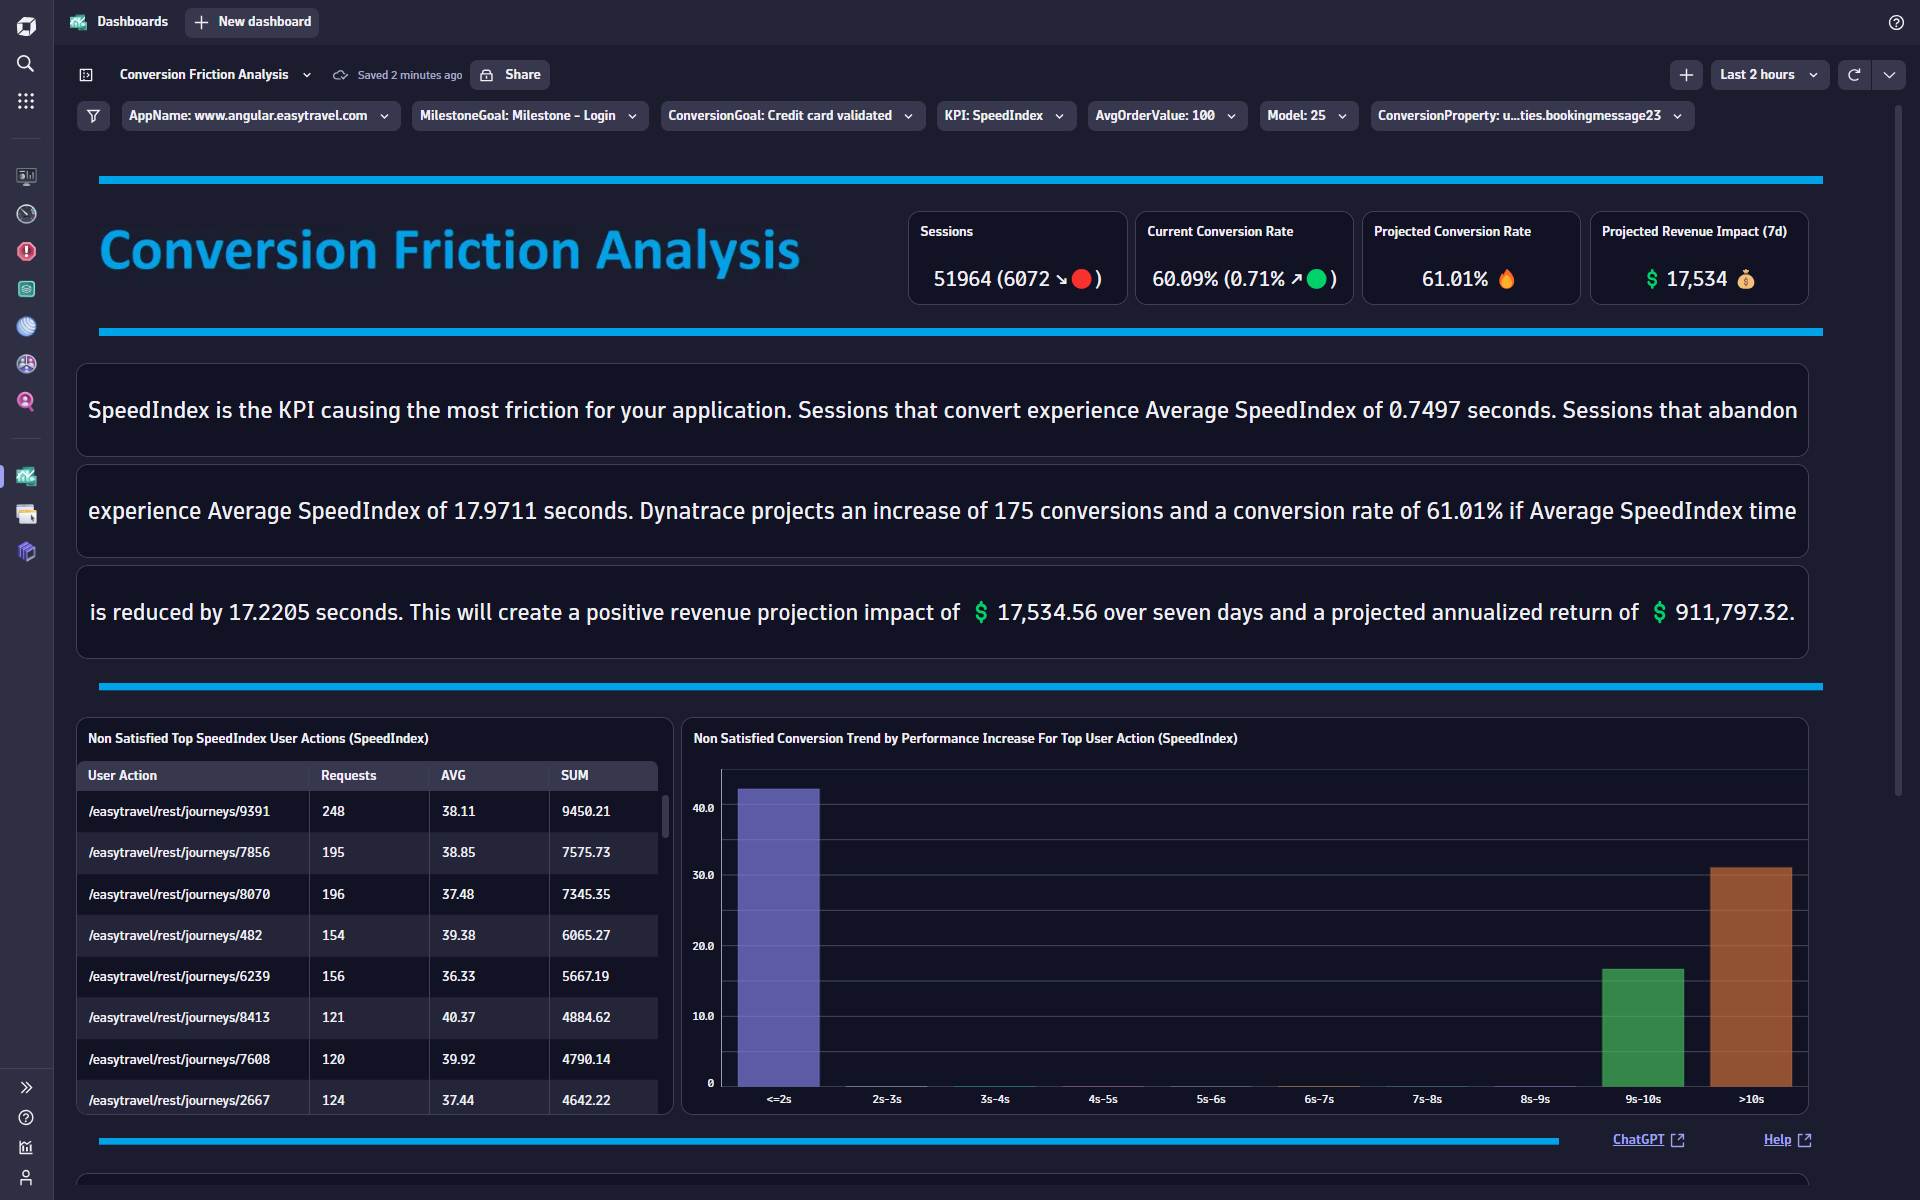 Dashboards
New dashboard
Conversion Friction Analysis
Saved 2 minutes ago
Share
Last 2 hours
AppName: www.angular.easytravel.com
MilestoneGoal: Milestone - Login
ConversionGoal: Credit card validated
KPI: SpeedIndex
AvgOrderValue: 100
Model: 25
ConversionProperty: u...ties.bookingmessage23
Conversion Friction Analysis
Sessions
51964 (6072 ↘🔴)
Current Conversion Rate
60.09% (0.71% ↗🟢)
Projected Conversion Rate
61.01% 🔥
Projected Revenue Impact (7d)
$ 17,534 💰
SpeedIndex is the KPI causing the most friction for your application. Sessions that convert experience Average SpeedIndex of 0.7497 seconds. Sessions that abandon
experience Average SpeedIndex of 17.9711 seconds. Dynatrace projects an increase of 175 conversions and a conversion rate of 61.01% if Average SpeedIndex time
is reduced by 17.2205 seconds. This will create a positive revenue projection impact of $ 17,534.56 over seven days and a projected annualized return of $ 911,797.32.
Non Satisfied Top SpeedIndex User Actions (SpeedIndex)
User Action Requests AVG SUM
/easytravel/rest/journeys/9391 248 38.11 9450.21
/easytravel/rest/journeys/7856 195 38.85 7575.73
/easytravel/rest/journeys/8070 196 37.48 7345.35
/easytravel/rest/journeys/482 154 39.38 6065.27
/easytravel/rest/journeys/6239 156 36.33 5667.19
/easytravel/rest/journeys/8413 121 40.37 4884.62
/easytravel/rest/journeys/7608 120 39.92 4790.14
/easytravel/rest/journeys/2667 124 37.44 4642.22
Non Satisfied Conversion Trend by Performance Increase For Top User Action (SpeedIndex)
40.0
30.0
20.0
10.0
0
<=2s 2s-3s 3s-4s 4s-5s 5s-6s 6s-7s 7s-8s 8s-9s 9s-10s >10s
ChatGPT
Help